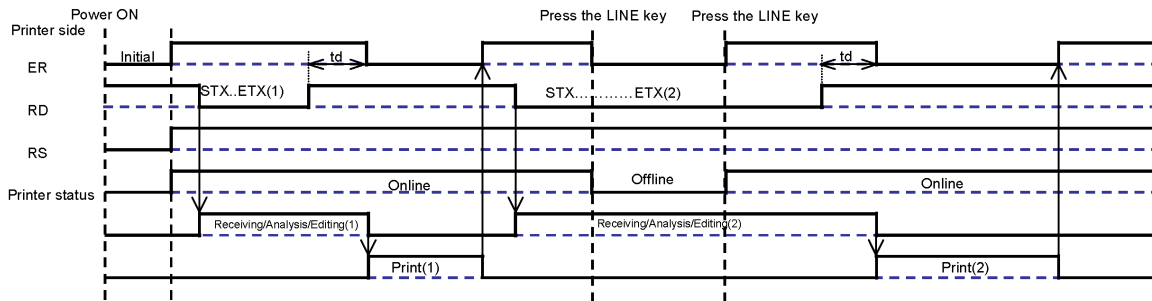 Power ON
Press the LINE key
Press the LINE key
Printer side
Initial
td
td
ER
STX..ETX(1)
STX............ETX(2)
RD
RS
Online
Offline
Online
Printer status
Receiving/Analysis/Editing(1)
Receiving/Analysis/Editing(2)
Print(1)
Print(2)